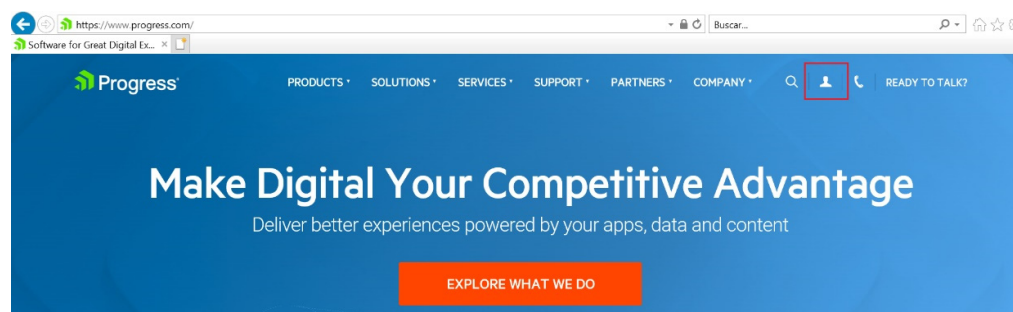 https://www.progress.com/
Buscar...
Software for Great Digital Ex...
Progress
PRODUCTS
SOLUTIONS
SERVICES
SUPPORT
PARTNERS
COMPANY
READY TO TALK?
Make Digital Your Competitive Advantage
Deliver better experiences powered by your apps, data and content
EXPLORE WHAT WE DO